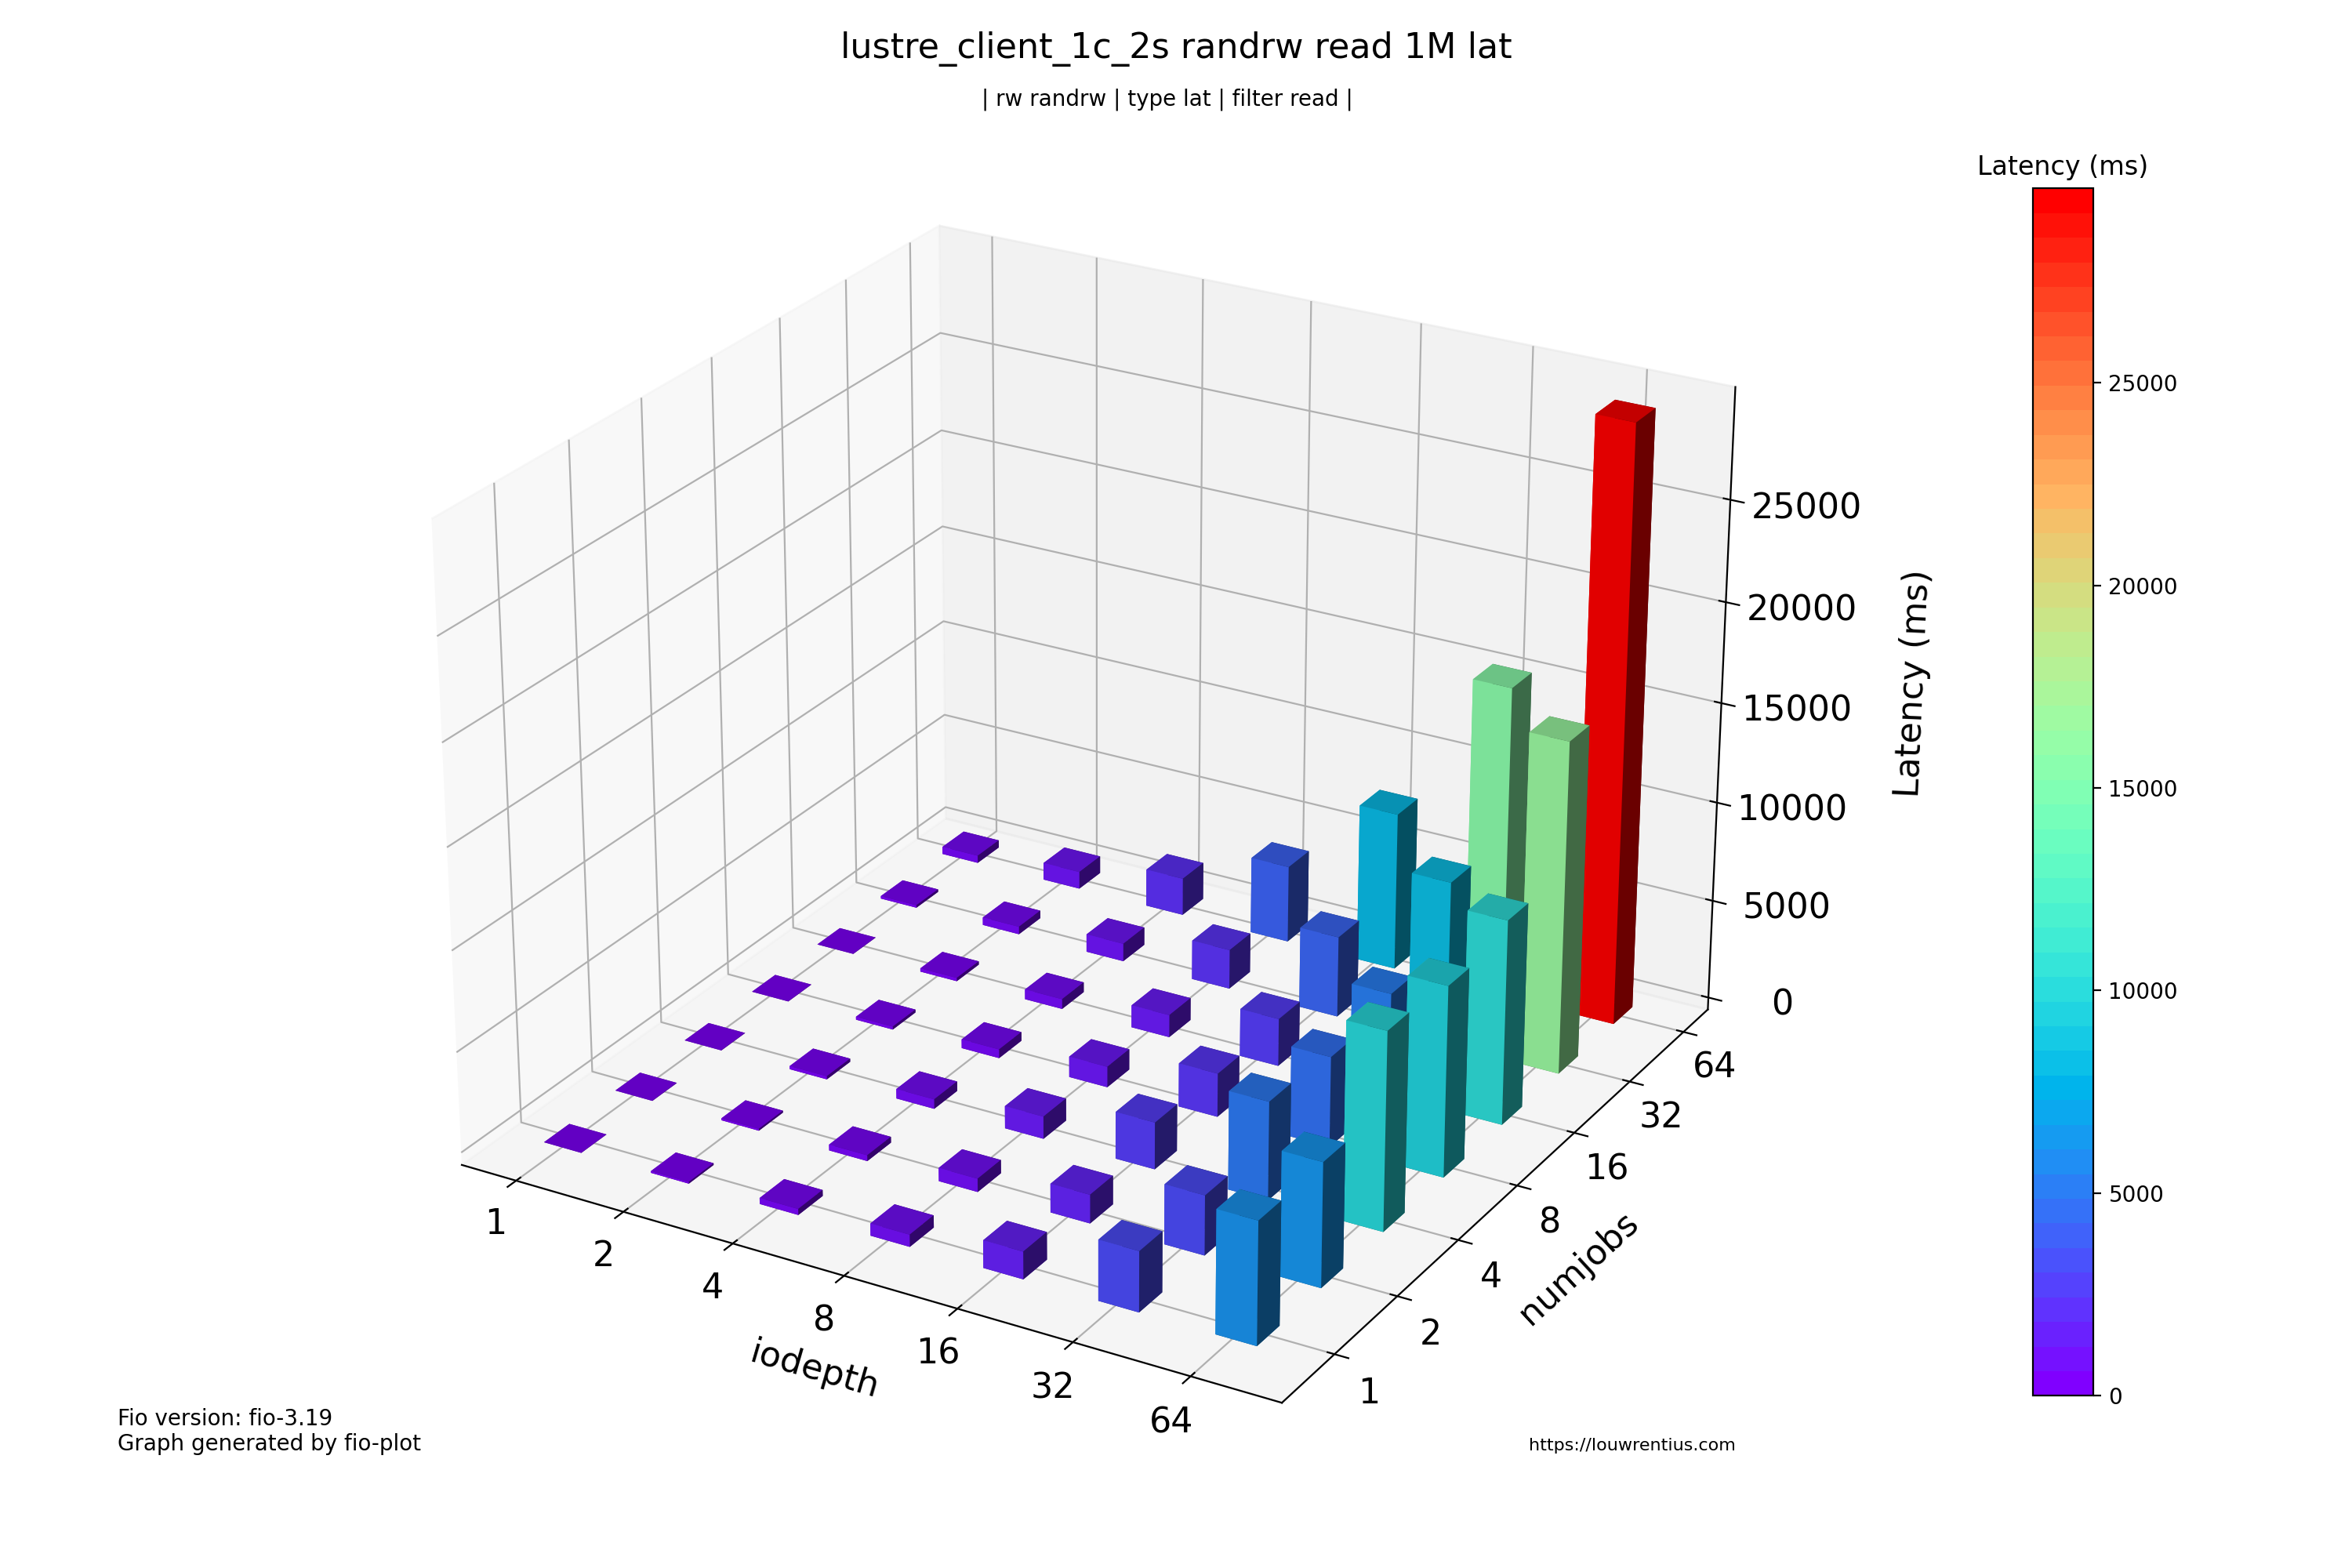 lustre_client_1c_2s randrw read 1M lat
| rw randrw | type lat | filter read |
Latency (ms)
25000
20000
15000
10000
5000
0
25000
20000
15000
10000
5000
0
Latency (ms)
64
32
16
8
4
2
1
numjobs
1
2
4
8
16
32
64
iodepth
Fio version: fio-3.19
Graph generated by fio-plot
https://louwrentius.com